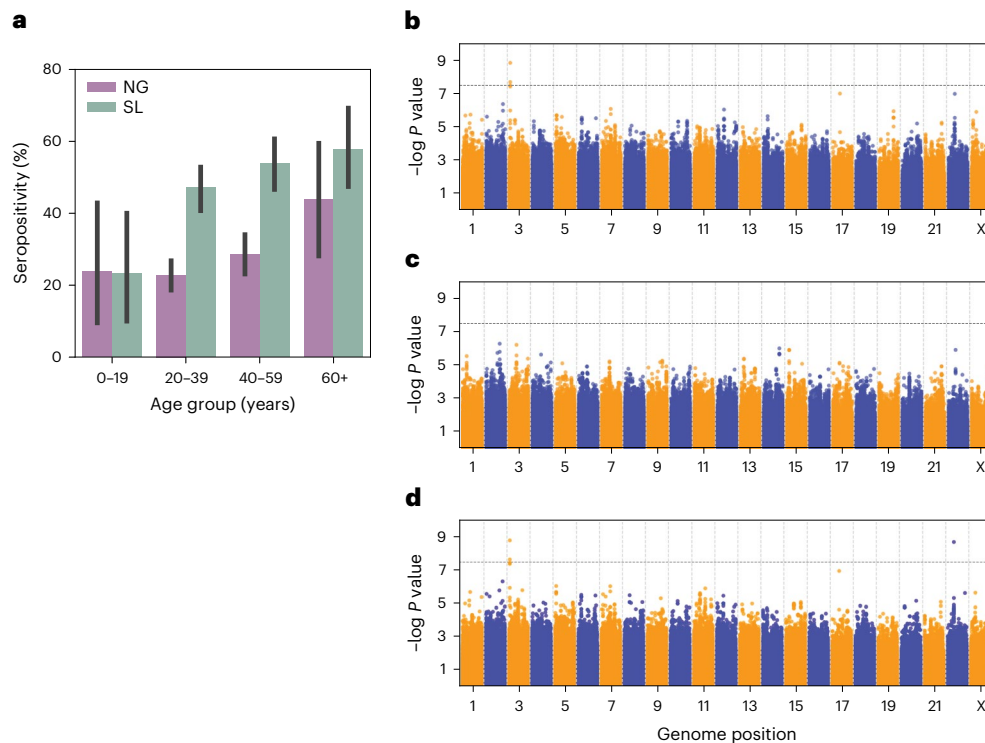 a
80
60
40
20
0
Seropositivity (%)
NG
SL
0–19 20–39 40–59 60+
Age group (years)
b
9
7
5
3
1
–log P value
1 3 5 7 9 11 13 15 17 19 21 X
c
9
7
5
3
1
–log P value
1 3 5 7 9 11 13 15 17 19 21 X
d
9
7
5
3
1
–log P value
1 3 5 7 9 11 13 15 17 19 21 X
Genome position